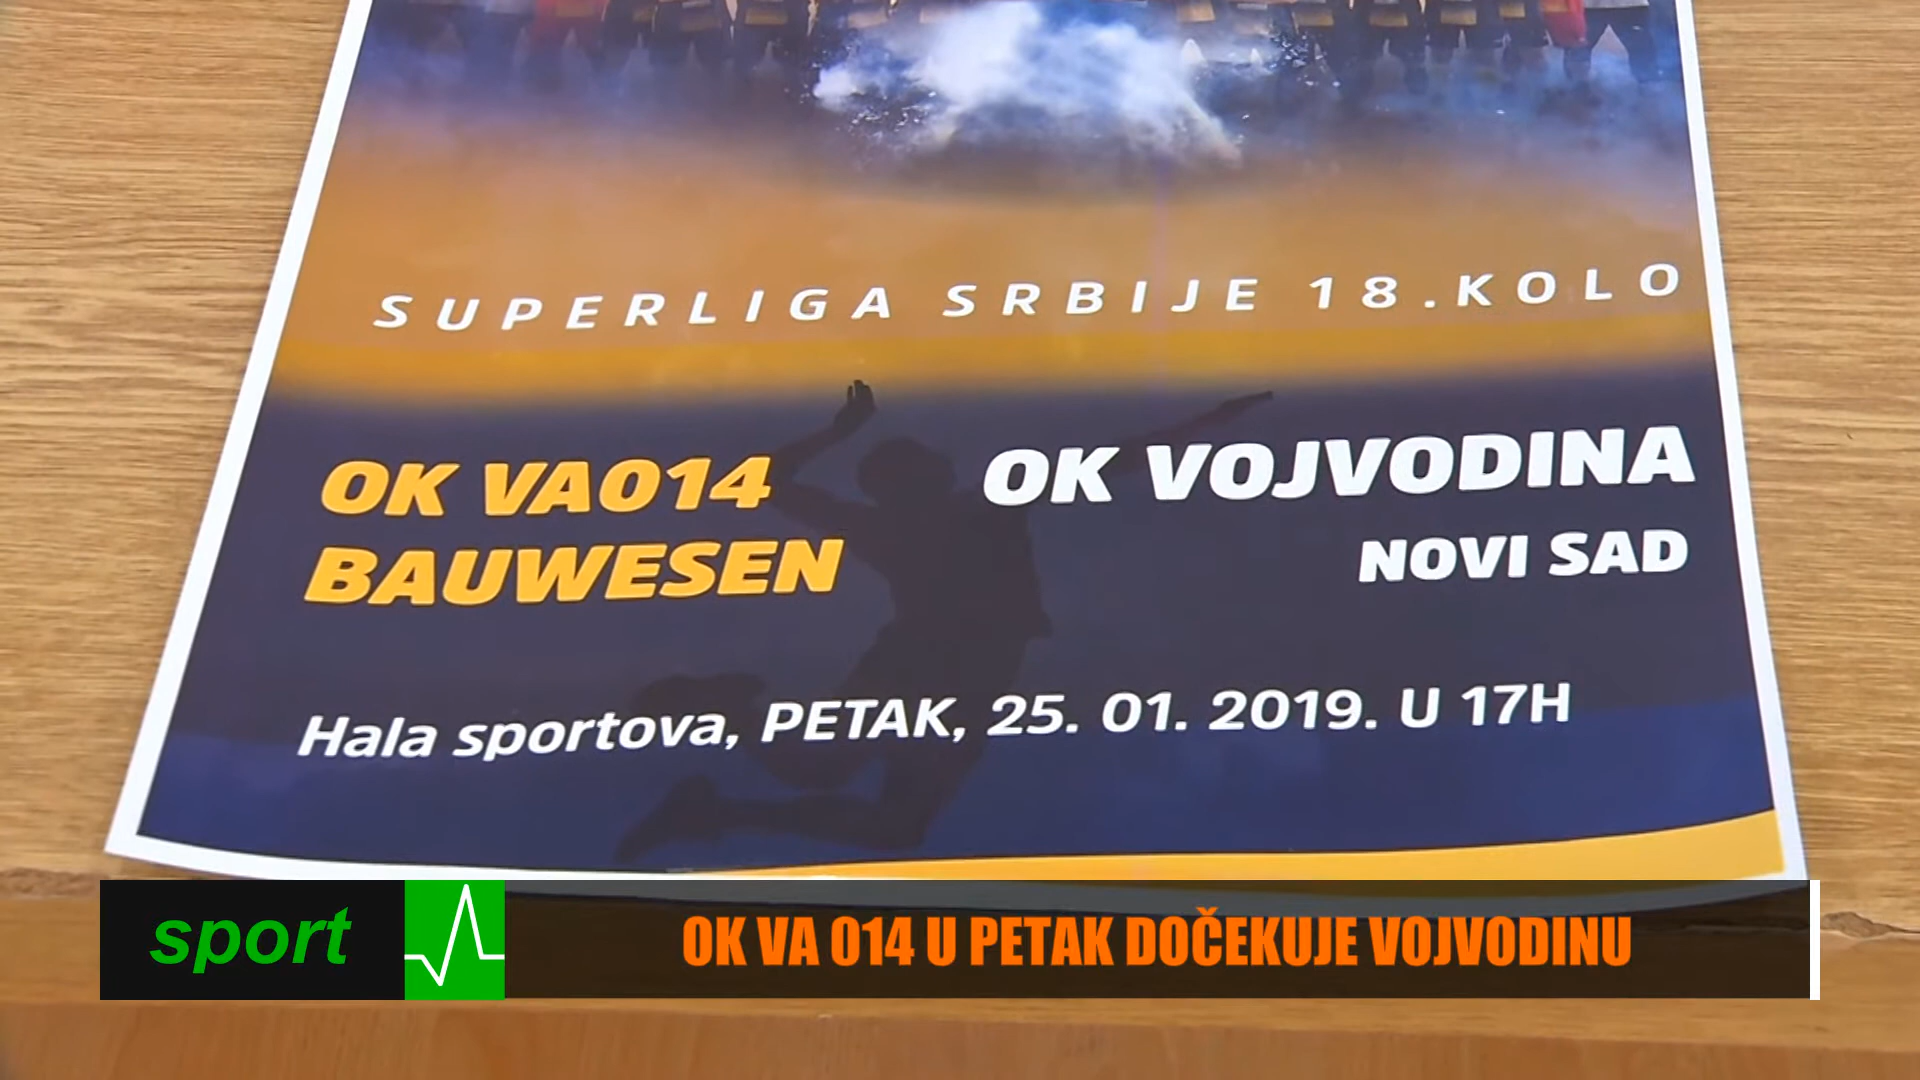 SUPERLIGA SRBIJE 18.KOLO
OK VA014
BAUWESEN
OK VOJVODINA
NOVI SAD
Hala sportova, PETAK, 25. 01. 2019. U 17H
sport
OK VA 014 U PETAK DOČEKUJE VOJVODINU